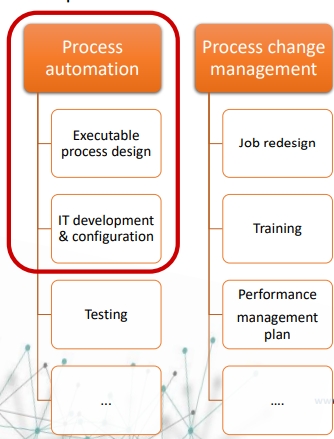 Process
automation
Executable
process design
IT development
& configuration
Testing
...
Process change
management
Job redesign
Training
Performance
management
plan
....